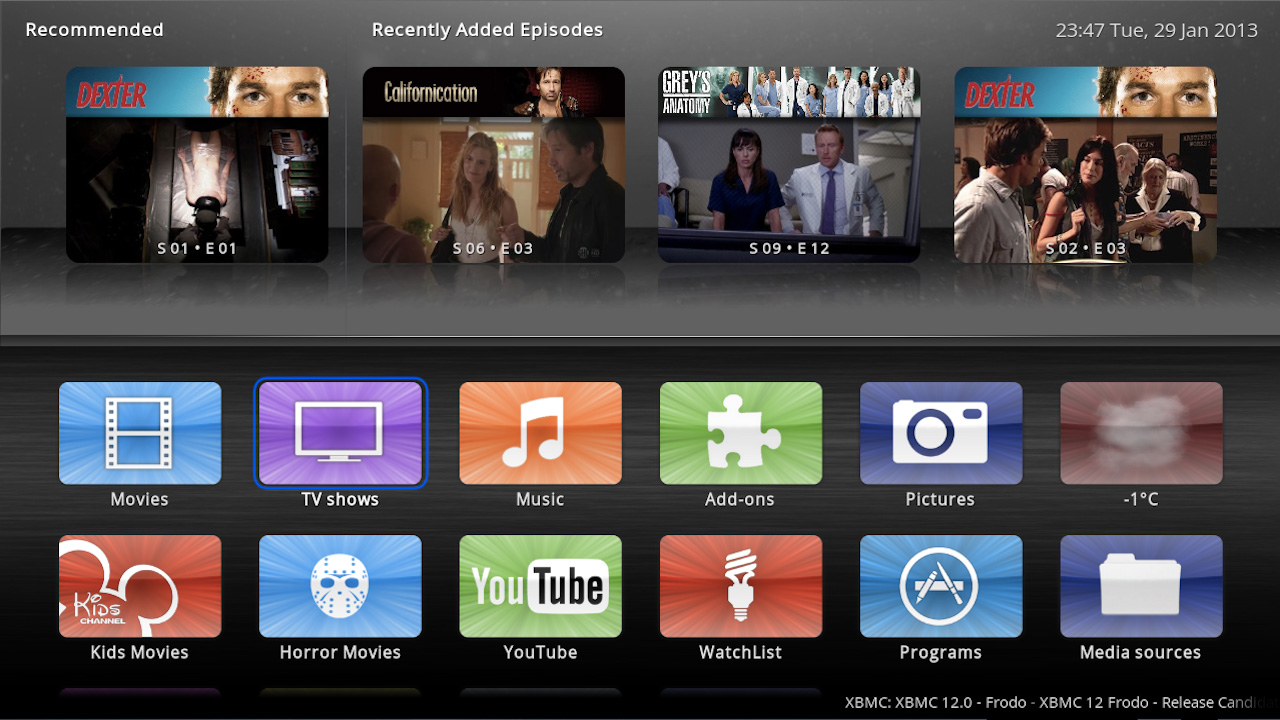 Recommended
Recently Added Episodes
23:47 Tue, 29 Jan 2013
DEXTER
Californication
GREY'S
ANATOMY
DEXTER
S 01 • E 01
S 06 • E 03
S 09 • E 12
S 02 • E 03
Movies
TV shows
Music
Add-ons
Pictures
-1°C
KIDS
CHANNEL
YouTube
Kids Movies
Horror Movies
YouTube
WatchList
Programs
Media sources
XBMC: XBMC 12.0 - Frodo - XBMC 12 Frodo - Release Candida